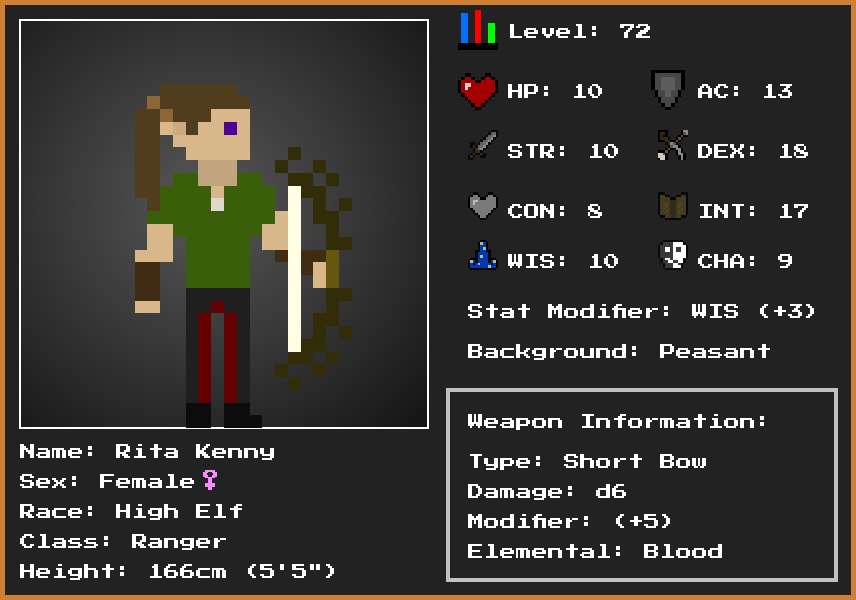 Level: 72
HP: 10 AC: 13
STR: 10 DEX: 18
CON: 8 INT: 17
WIS: 10 CHA: 9
Stat Modifier: WIS (+3)
Background: Peasant
Weapon Information:
Type: Short Bow
Damage: d6
Modifier: (+5)
Elemental: Blood
Name: Rita Kenny
Sex: Female♀
Race: High Elf
Class: Ranger
Height: 166cm (5'5")